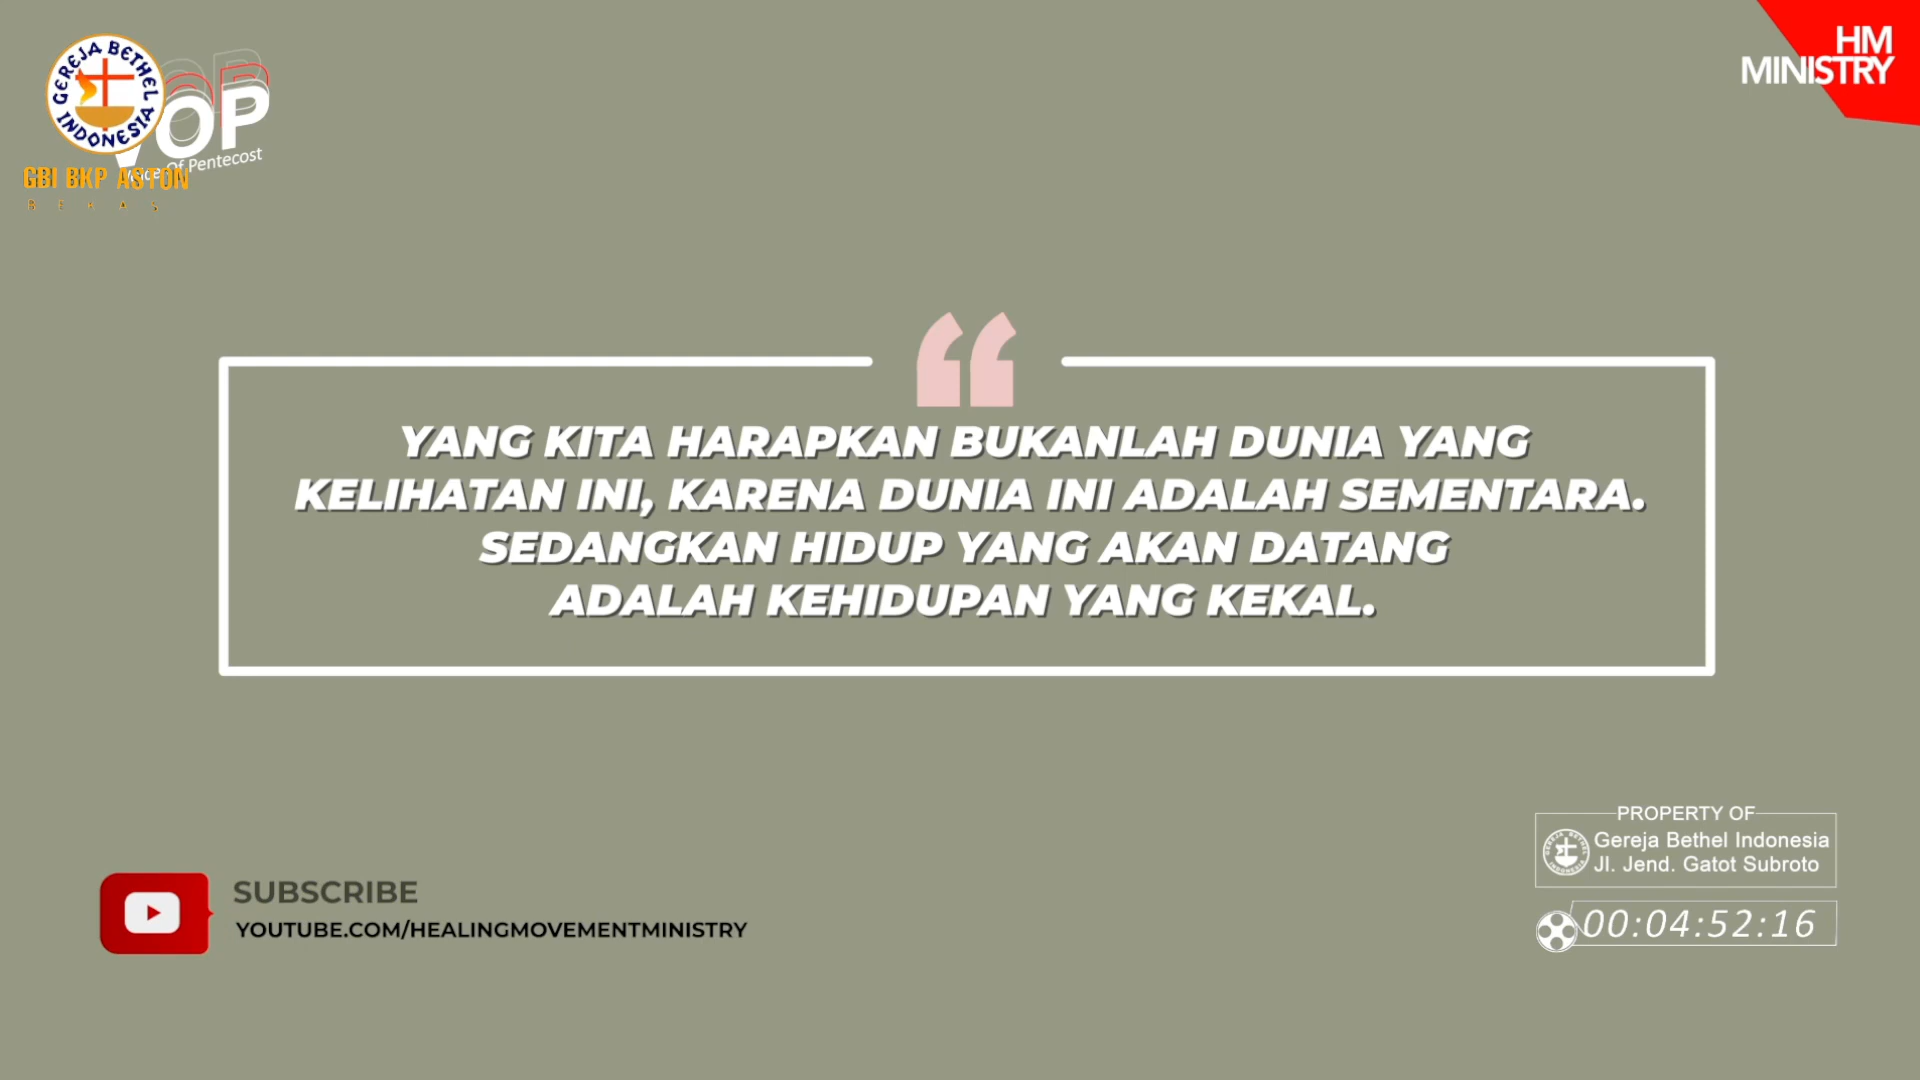 GEREJA BETHEL INDONESIA
VOP
Of Pentecost
GBI BKP ASTON
HM
MINISTRY
YANG KITA HARAPKAN BUKANLAH DUNIA YANG
KELIHATAN INI, KARENA DUNIA INI ADALAH SEMENTARA.
SEDANGKAN HIDUP YANG AKAN DATANG
ADALAH KEHIDUPAN YANG KEKAL.
SUBSCRIBE
YOUTUBE.COM/HEALINGMOVEMENTMINISTRY
PROPERTY OF
Gereja Bethel Indonesia
Jl. Jend. Gatot Subroto
00:04:52:16